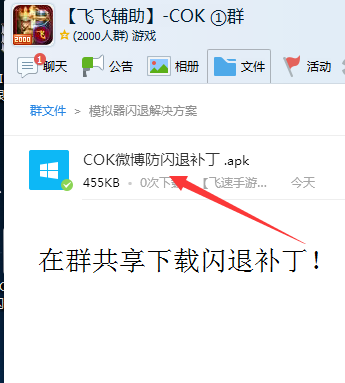 【飞飞辅助】-COK ①群
(2000人群) 游戏
2000
飞
聊天 1 公告 相册 文件 活动
群文件 > 模拟器闪退解决方案
COK微博防闪退补丁 .apk
455KB 0次下 【飞速手游... 今天
在群共享下载闪退补丁!